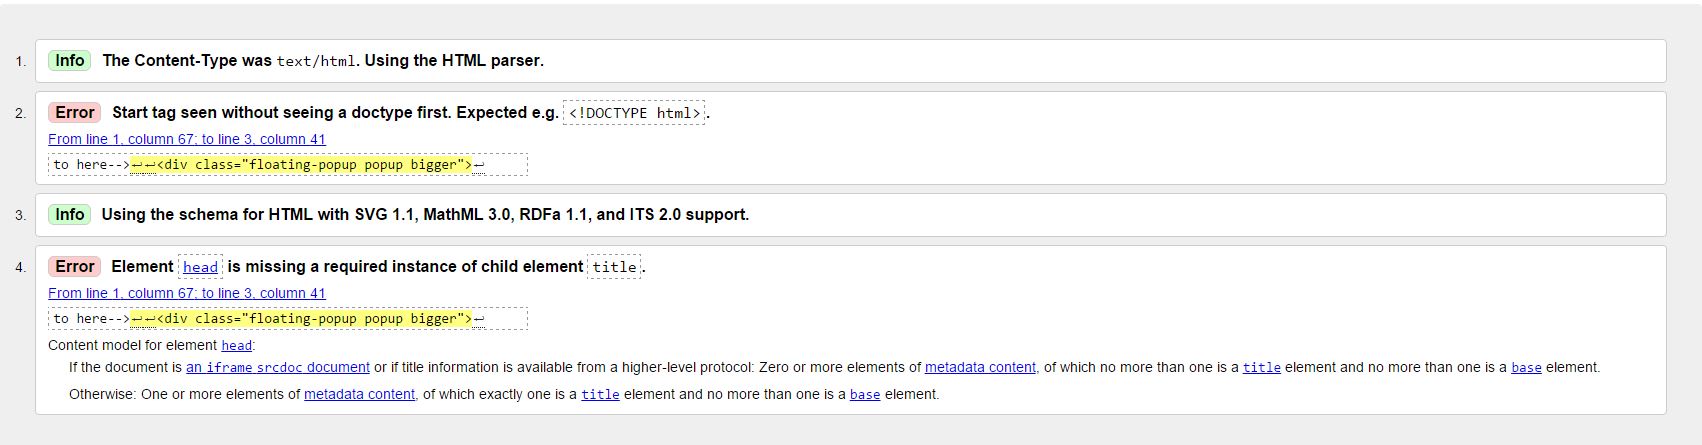 1. Info The Content-Type was text/html. Using the HTML parser.
2. Error Start tag seen without seeing a doctype first. Expected e.g. <!DOCTYPE html>.
From line 1, column 67; to line 3, column 41
to here-->↩↩<div class="floating-popup popup bigger">↩
3. Info Using the schema for HTML with SVG 1.1, MathML 3.0, RDFa 1.1, and ITS 2.0 support.
4. Error Element head is missing a required instance of child element title.
From line 1, column 67; to line 3, column 41
to here-->↩↩<div class="floating-popup popup bigger">↩
Content model for element head:
If the document is an iframe srcdoc document or if title information is available from a higher-level protocol: Zero or more elements of metadata content, of which no more than one is a title element and no more than one is a base element.
Otherwise: One or more elements of metadata content, of which exactly one is a title element and no more than one is a base element.